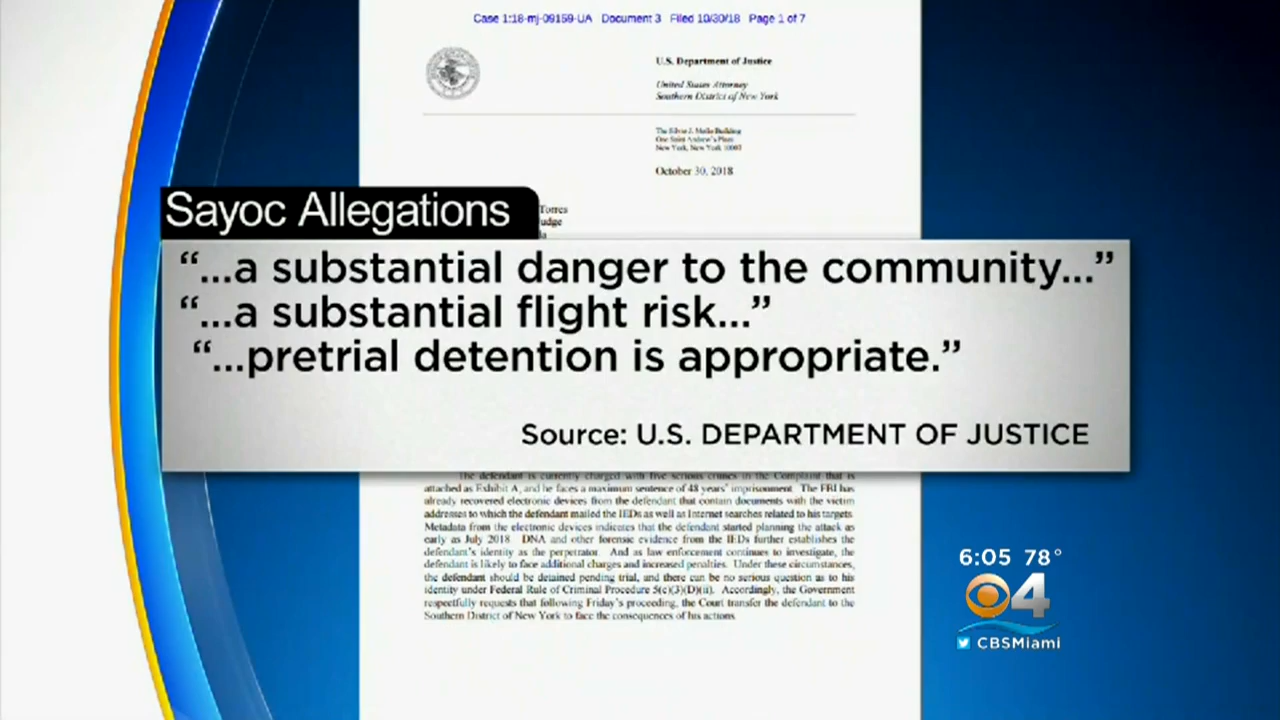 Case 1:18-mj-09159-UA Document 3 Filed 10/30/18 Page 1 of 7
U.S. Department of Justice
United States Attorney
Southern District of New York
The Silvio J. Mollo Building
One Saint Andrew's Plaza
New York, New York 10007
October 30, 2018
Torres
udge
la
Sayoc Allegations
“...a substantial danger to the community...”
“...a substantial flight risk...”
“...pretrial detention is appropriate.”
Source: U.S. DEPARTMENT OF JUSTICE
The defendant is currently charged with five serious crimes in the Complaint that is
attached as Exhibit A, and he faces a maximum sentence of 48 years' imprisonment. The FBI has
already recovered electronic devices from the defendant that contain documents with the victim
addresses to which the defendant mailed the IEDs as well as Internet searches related to his targets.
Metadata from the electronic devices indicates that the defendant started planning the attack as
early as July 2018. DNA and other forensic evidence from the IEDs further establishes the
defendant's identity as the perpetrator. And as law enforcement continues to investigate, the
defendant is likely to face additional charges and increased penalties. Under these circumstances,
the defendant should be detained pending trial, and there can be no serious question as to his
identity under Federal Rule of Criminal Procedure 5(c)(3)(D)(ii). Accordingly, the Government
respectfully requests that following Friday's proceeding, the Court transfer the defendant to the
Southern District of New York to face the consequences of his actions.
6:05 78°
4
CBSMiami